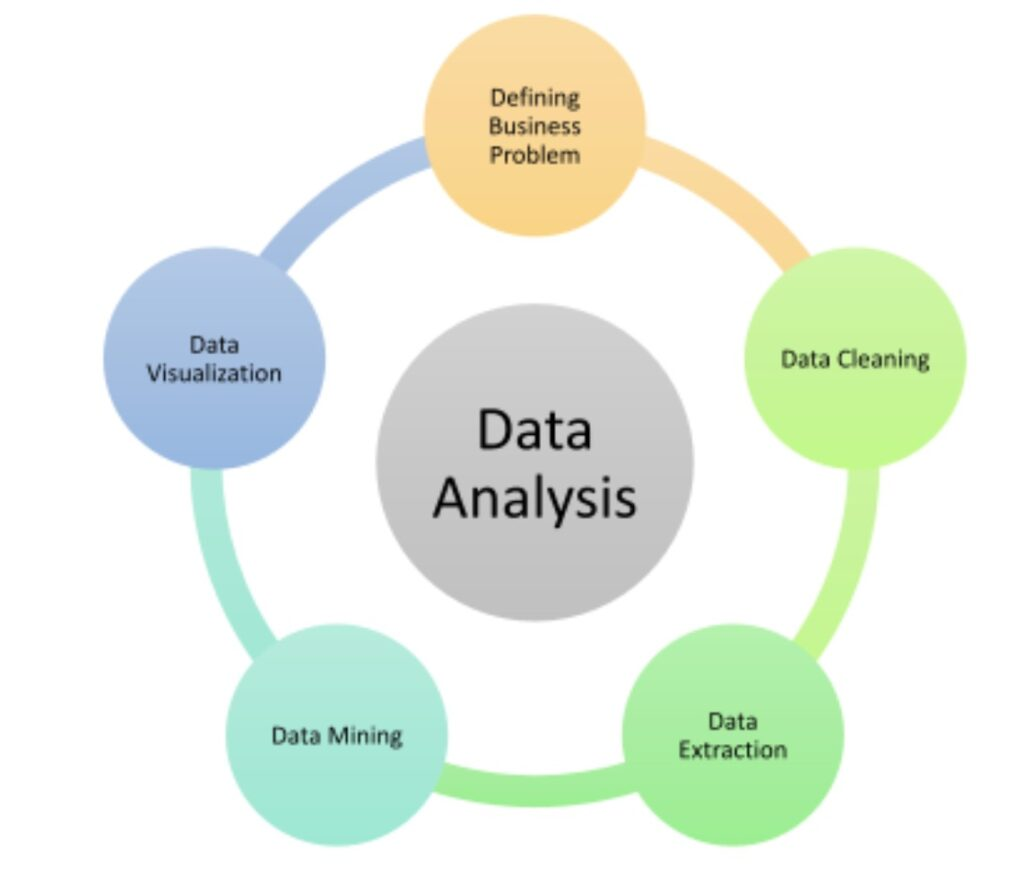 Defining
Business
Problem
Data
Visualization
Data Cleaning
Data
Analysis
Data Mining
Data
Extraction